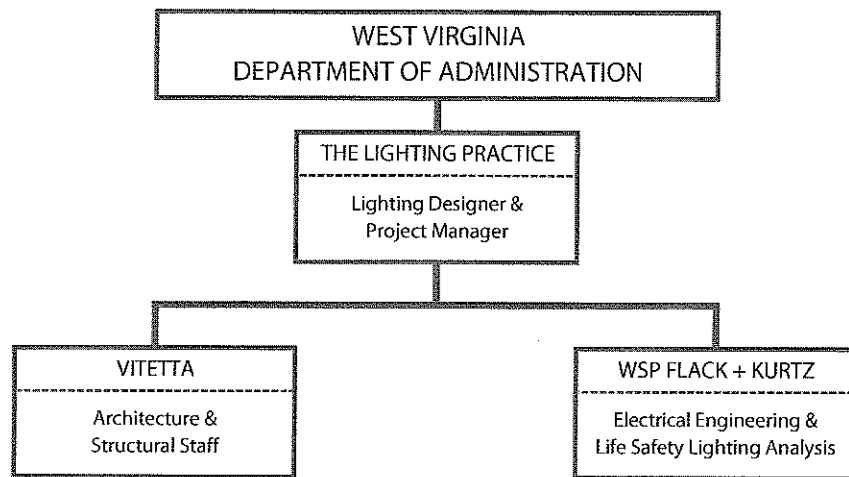 WEST VIRGINIA
DEPARTMENT OF ADMINISTRATION
THE LIGHTING PRACTICE
Lighting Designer &
Project Manager
VITETTA
Architecture &
Structural Staff
WSP FLACK + KURTZ
Electrical Engineering &
Life Safety Lighting Analysis